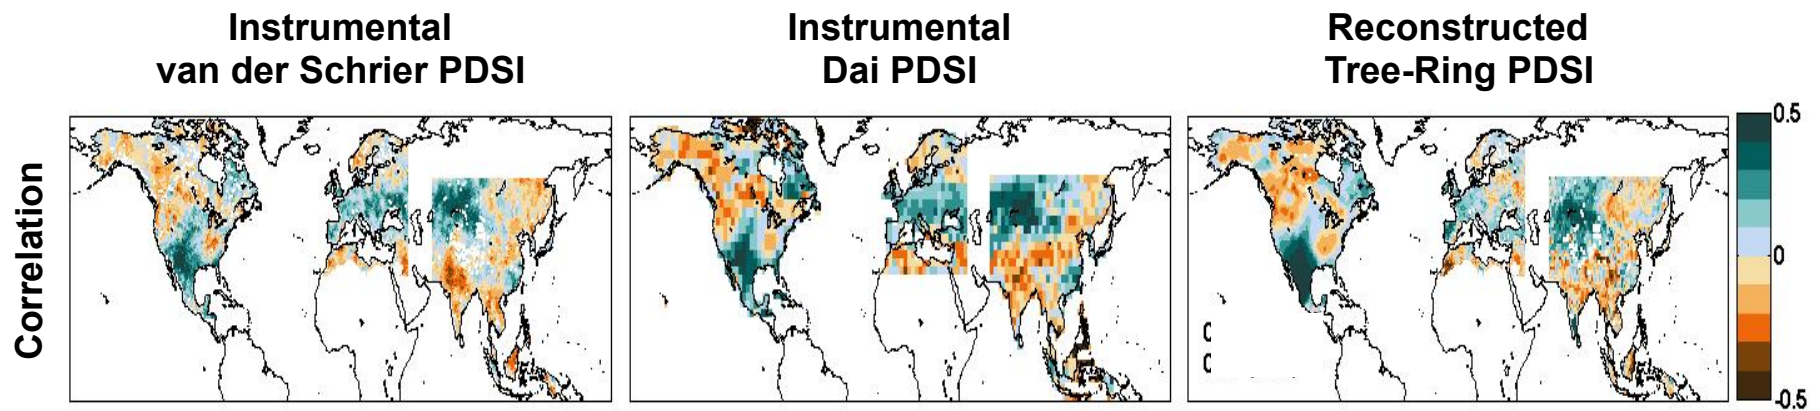 Instrumental
van der Schrier PDSI
Instrumental
Dai PDSI
Reconstructed
Tree-Ring PDSI
Correlation
0.5
0
-0.5